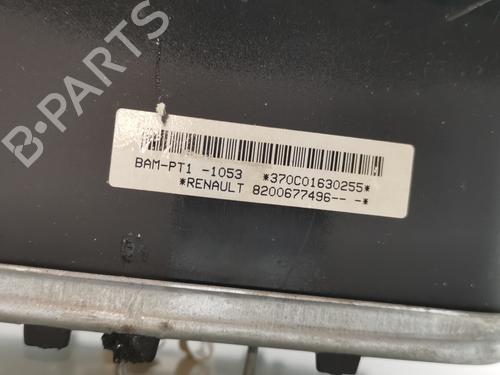 B-PARTS
BAM-PT1 -1053 *370C01630255*
*RENAULT 8200677496-- -*